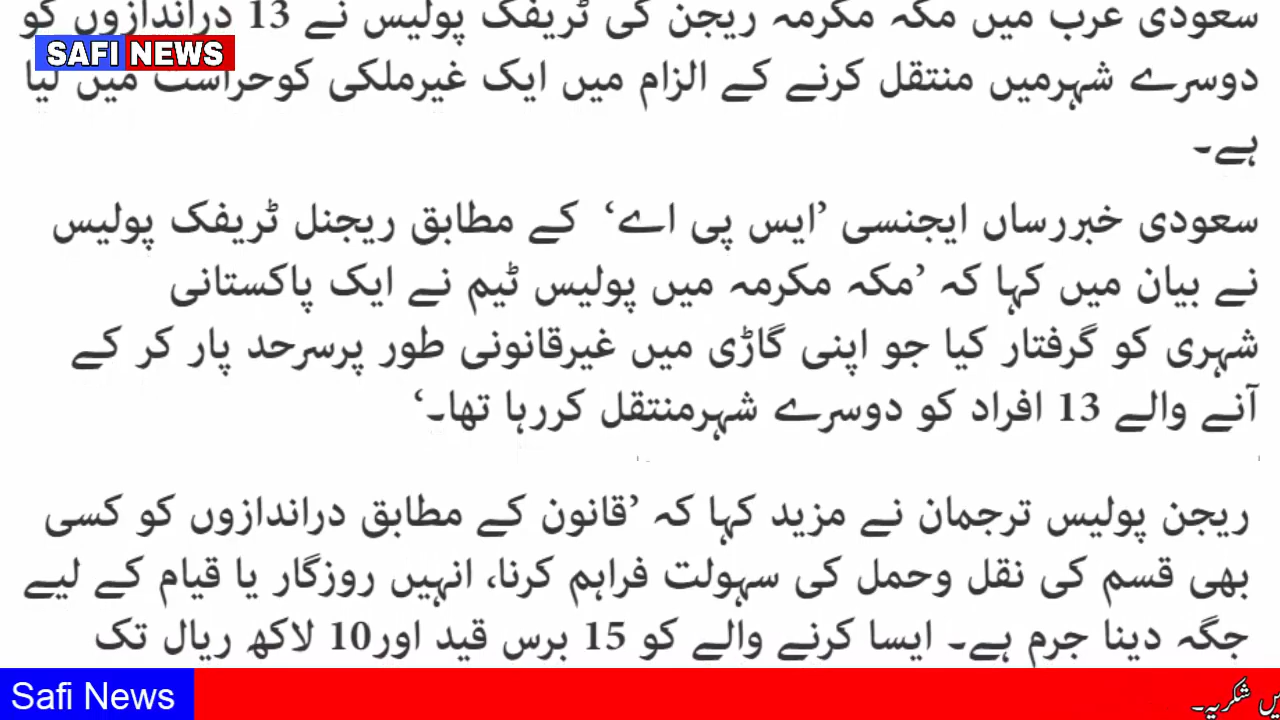 سعودی عرب میں مکہ مکرمہ ریجن کی ٹریفک پولیس نے 13 دراندازوں کو
SAFI NEWS
دوسرے شہرمیں منتقل کرنے کے الزام میں ایک غیرملکی کوحراست میں لیا
ہے۔
سعودی خبررساں ایجنسی ’ایس پی اے‘ کے مطابق ریجنل ٹریفک پولیس
نے بیان میں کہا کہ ’مکہ مکرمہ میں پولیس ٹیم نے ایک پاکستانی
شہری کو گرفتار کیا جو اپنی گاڑی میں غیرقانونی طور پرسرحد پار کر کے
آنے والے 13 افراد کو دوسرے شہرمنتقل کررہا تھا۔‘
ریجن پولیس ترجمان نے مزید کہا کہ ’قانون کے مطابق دراندازوں کو کسی
بھی قسم کی نقل وحمل کی سہولت فراہم کرنا، انہیں روزگار یا قیام کے لیے
جگہ دینا جرم ہے۔ ایسا کرنے والے کو 15 برس قید اور10 لاکھ ریال تک
Safi News
شکریہ۔